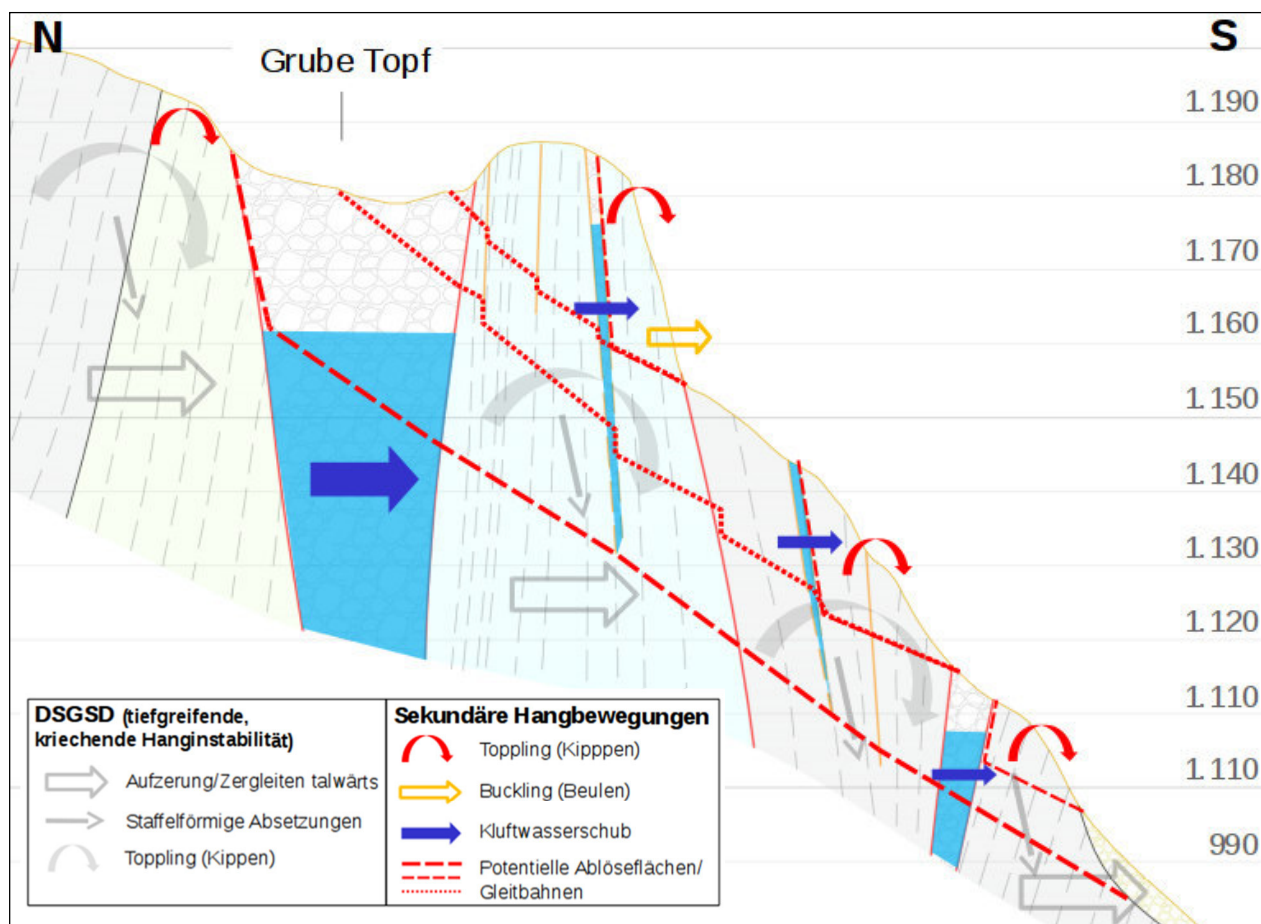 N
S
Grube Topf
1.190
1.180
1.170
1.160
1.150
1.140
1.130
1.120
1.110
1.110
990
DSGSD (tiefgreifende,
kriechende Hanginstabilität)
Aufzerung/Zergleiten talwärts
Staffelförmige Absetzungen
Toppling (Kippen)
Sekundäre Hangbewegungen
Toppling (Kipppen)
Buckling (Beulen)
Kluftwasserschub
Potentielle Ablöseflächen/
Gleitbahnen